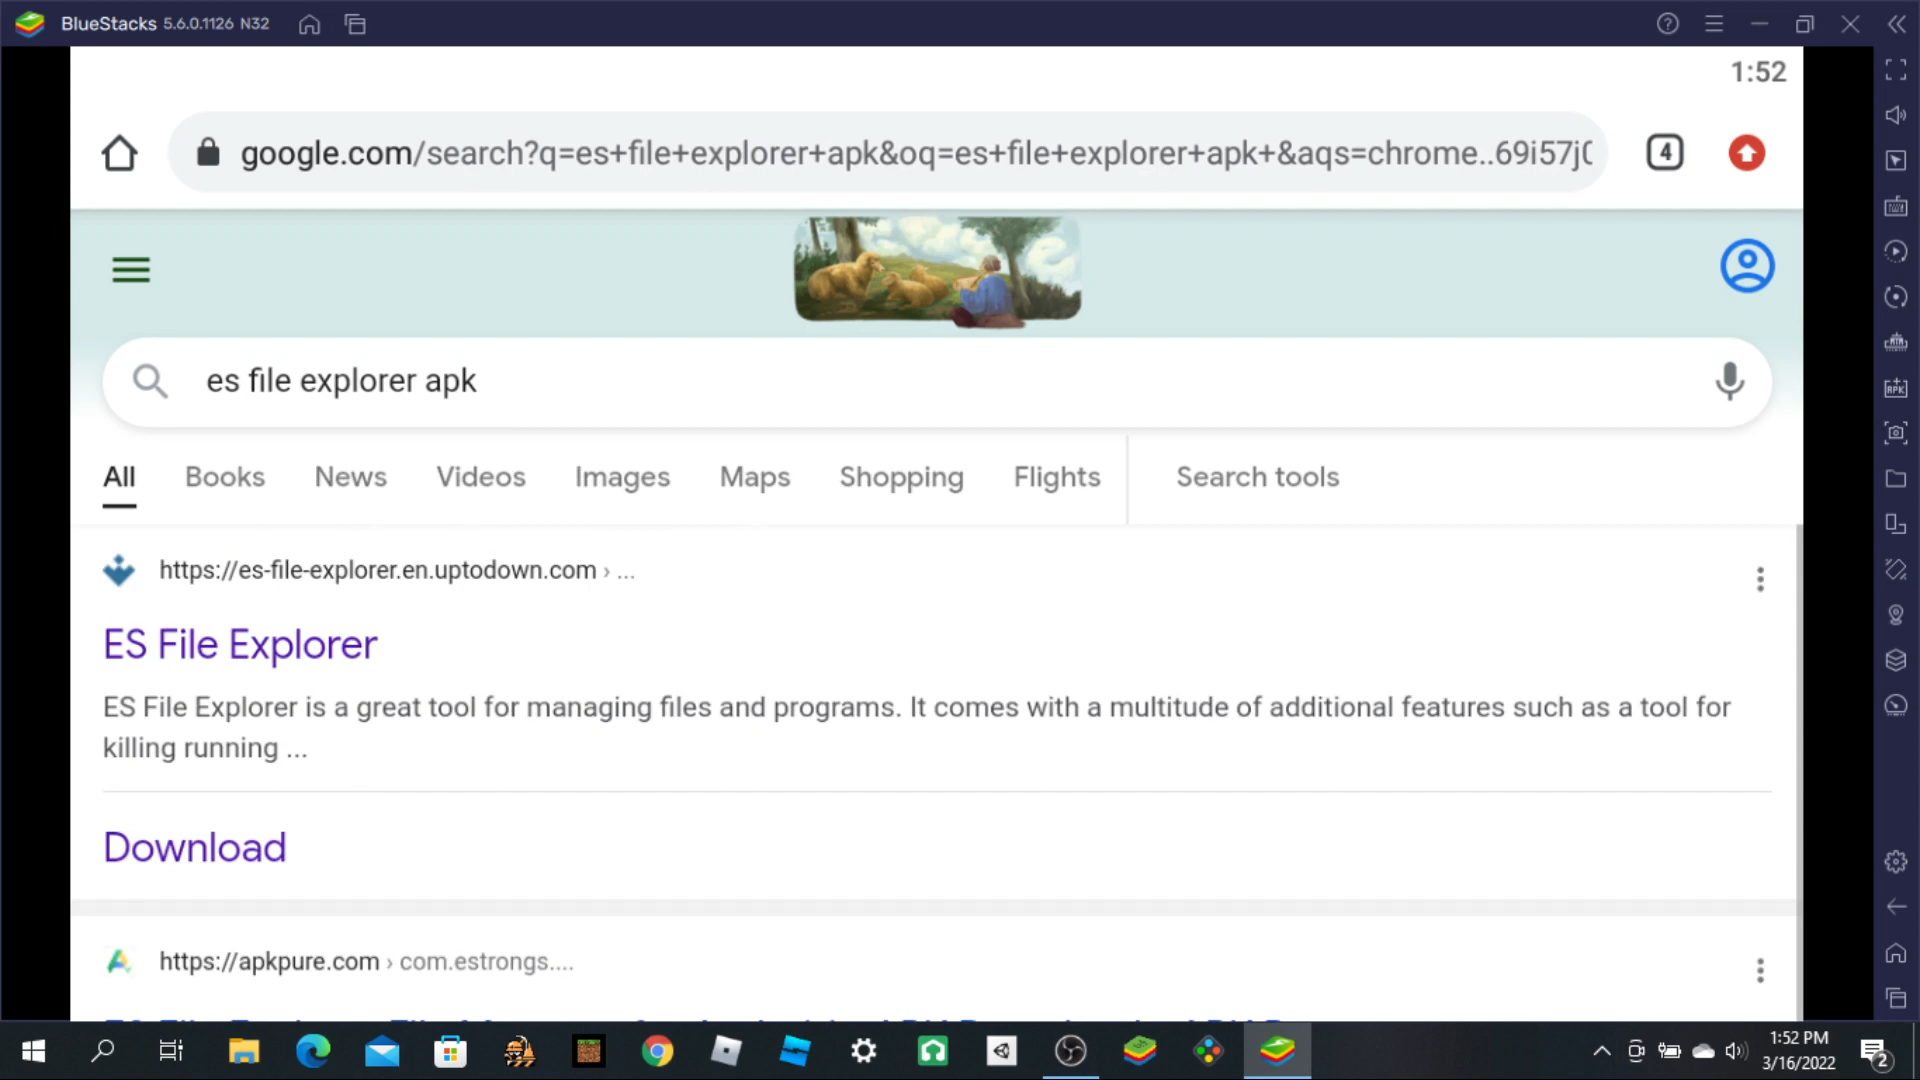 BlueStacks 5.6.0.1126 N32
1:52
google.com/search?q=es+file+explorer+apk&oq=es+file+explorer+apk+&aqs=chrome..69i57j0
4
es file explorer apk
All Books News Videos Images Maps Shopping Flights Search tools
https://es-file-explorer.en.uptodown.com › ...
ES File Explorer
ES File Explorer is a great tool for managing files and programs. It comes with a multitude of additional features such as a tool for
killing running ...
Download
https://apkpure.com › com.estrongs....
1:52 PM
3/16/2022
2